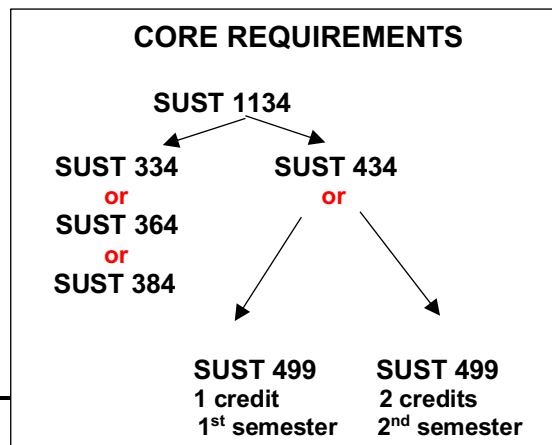 CORE REQUIREMENTS
SUST 1134
SUST 334
or
SUST 364
or
SUST 384
SUST 434
or
SUST 499
1 credit
1st semester
SUST 499
2 credits
2nd semester